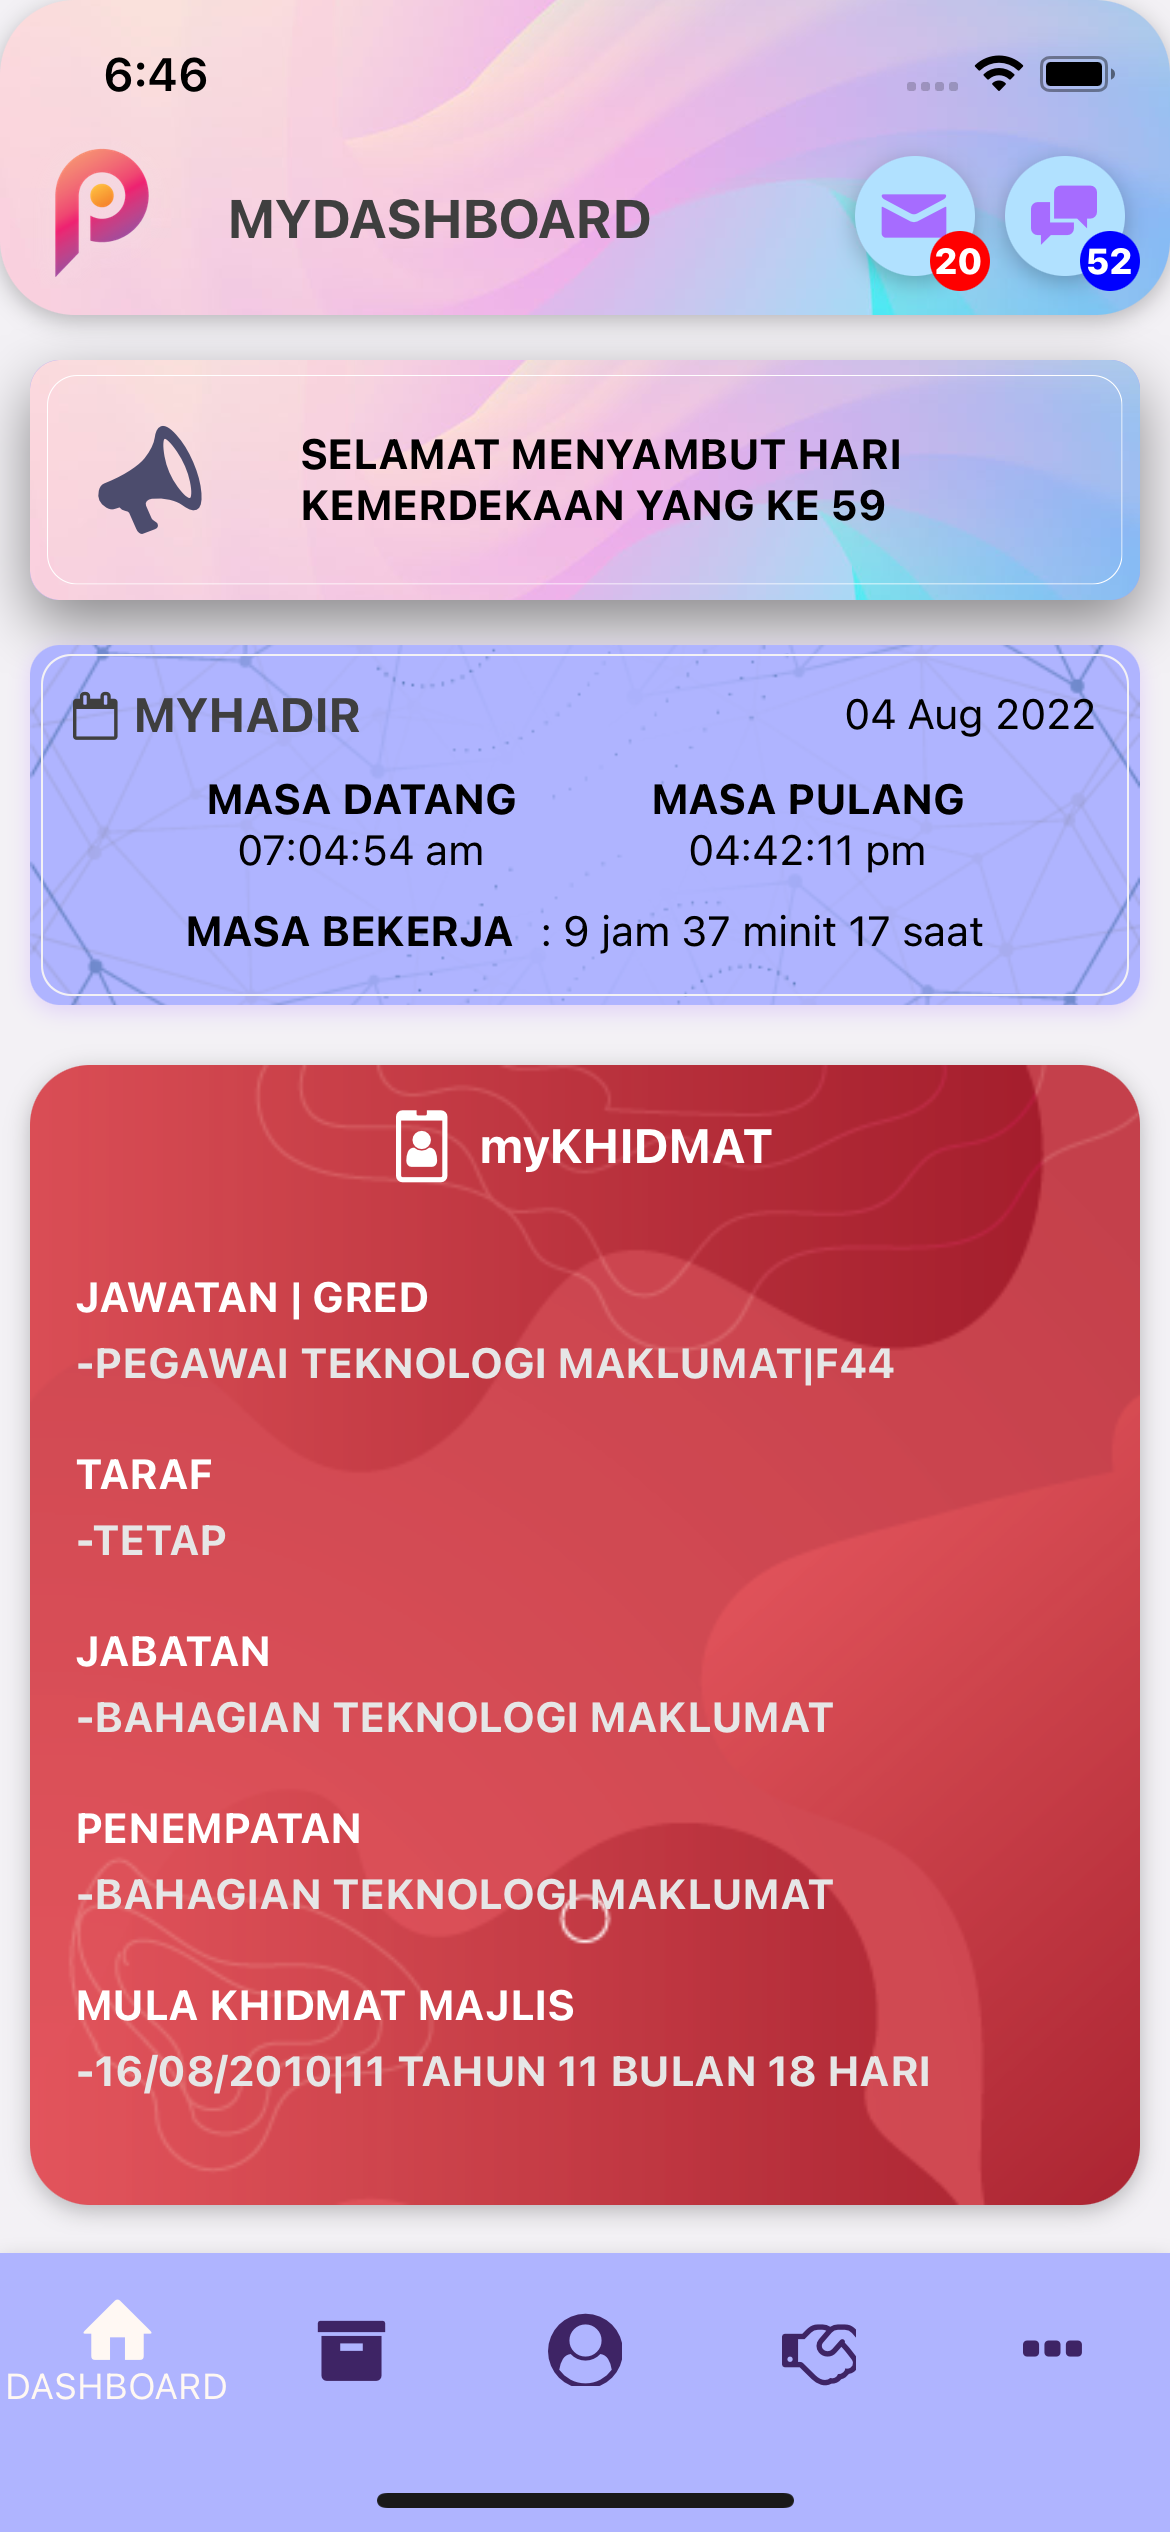 6:46
MYDASHBOARD
20
52
SELAMAT MENYAMBUT HARI
KEMERDEKAAN YANG KE 59
MYHADIR
04 Aug 2022
MASA DATANG
07:04:54 am
MASA PULANG
04:42:11 pm
MASA BEKERJA : 9 jam 37 minit 17 saat
myKHIDMAT
JAWATAN | GRED
-PEGAWAI TEKNOLOGI MAKLUMAT|F44
TARAF
-TETAP
JABATAN
-BAHAGIAN TEKNOLOGI MAKLUMAT
PENEMPATAN
-BAHAGIAN TEKNOLOGI MAKLUMAT
MULA KHIDMAT MAJLIS
-16/08/2010|11 TAHUN 11 BULAN 18 HARI
DASHBOARD